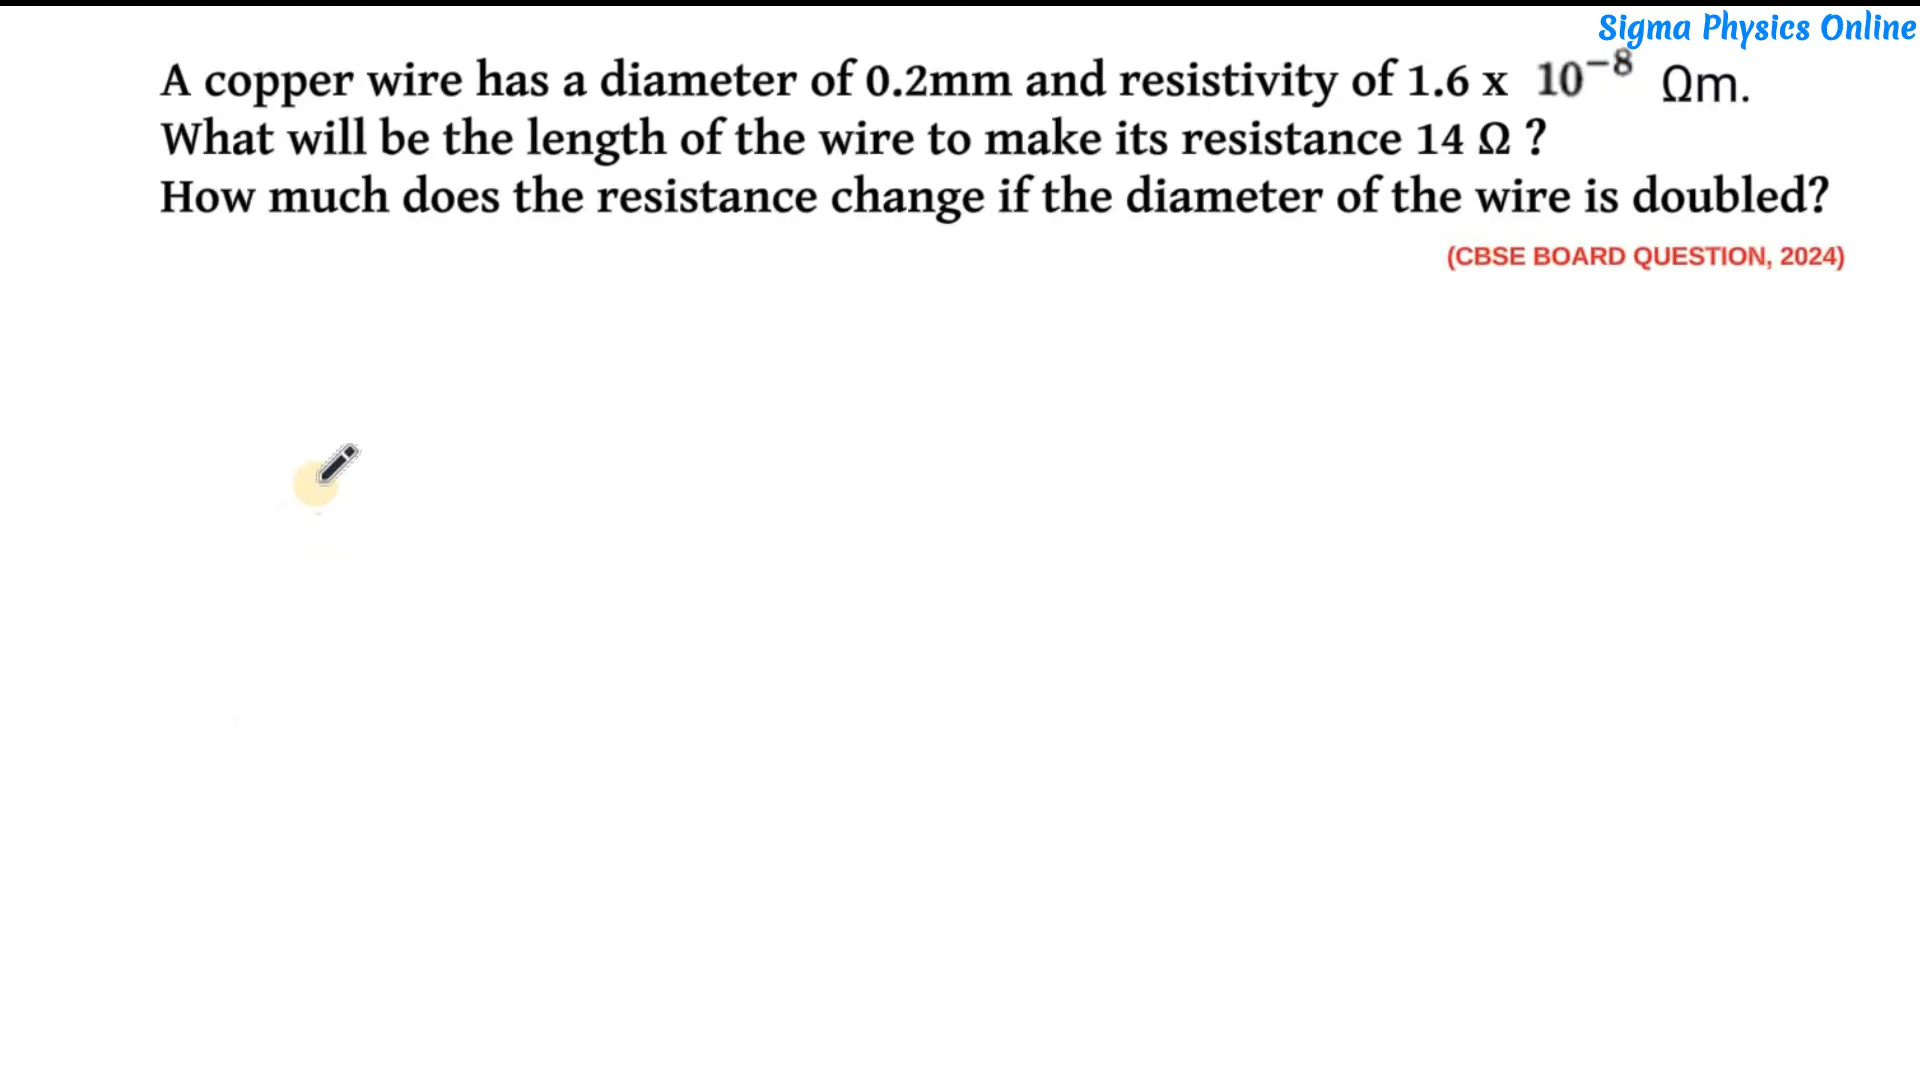 Sigma Physics Online
A copper wire has a diameter of 0.2mm and resistivity of 1.6 x 10⁻⁸ Ωm.
What will be the length of the wire to make its resistance 14 Ω ?
How much does the resistance change if the diameter of the wire is doubled?
(CBSE BOARD QUESTION, 2024)